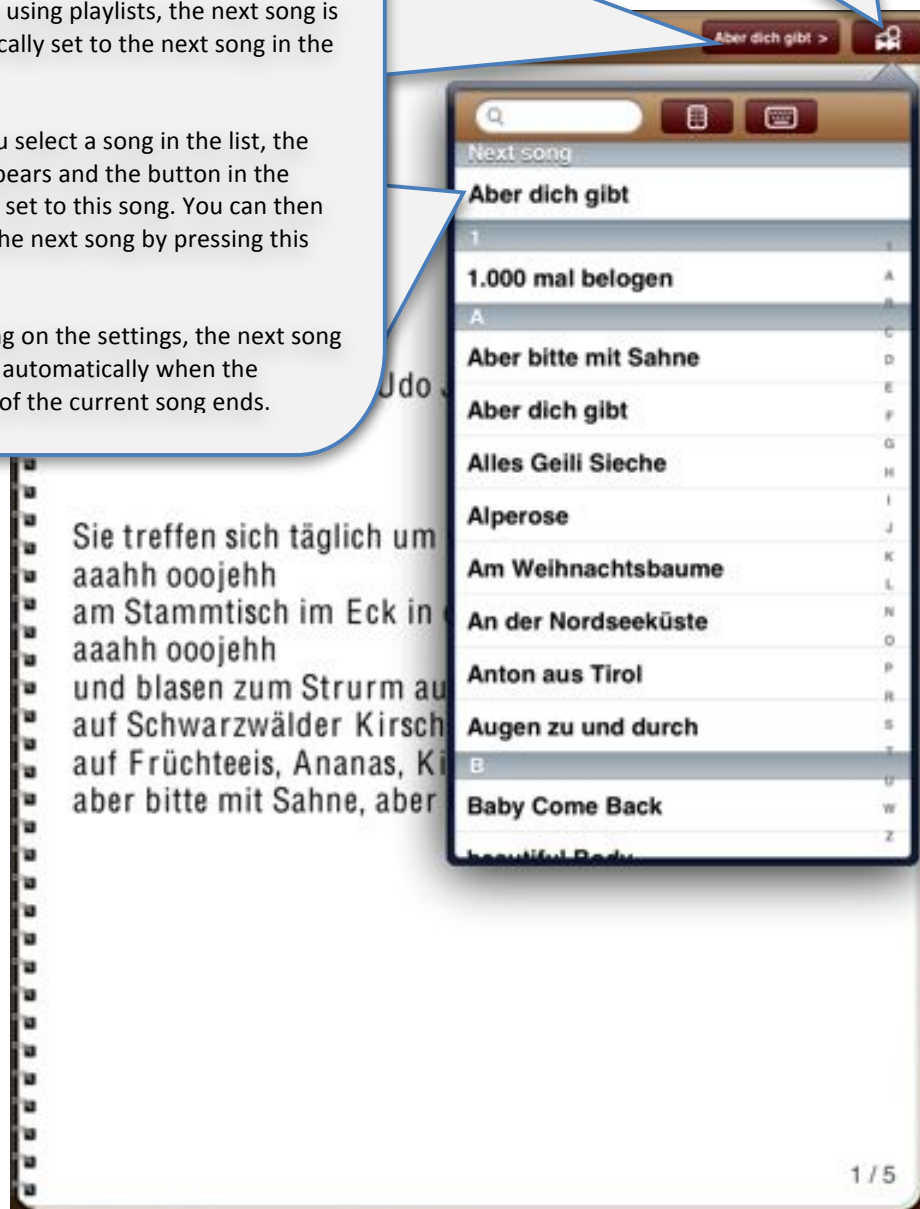 using playlists, the next song is
cally set to the next song in the
u select a song in the list, the
pears and the button in the
set to this song. You can then
he next song by pressing this
g on the settings, the next song
automatically when the
of the current song ends.
Aber dich gibt >
Next song
Aber dich gibt
1
1.000 mal belogen
A
Aber bitte mit Sahne
Aber dich gibt
Alles Geili Sieche
Alperose
Am Weihnachtsbaume
An der Nordseeküste
Anton aus Tirol
Augen zu und durch
B
Baby Come Back
beautiful Body
A
B
C
D
E
F
G
H
I
J
K
L
N
O
P
R
S
T
U
W
Z
Udo J
Sie treffen sich täglich um
aaahh ooojehh
am Stammtisch im Eck in
aaahh ooojehh
und blasen zum Strurm au
auf Schwarzwälder Kirsch
auf Früchteeis, Ananas, Ki
aber bitte mit Sahne, aber
1 / 5